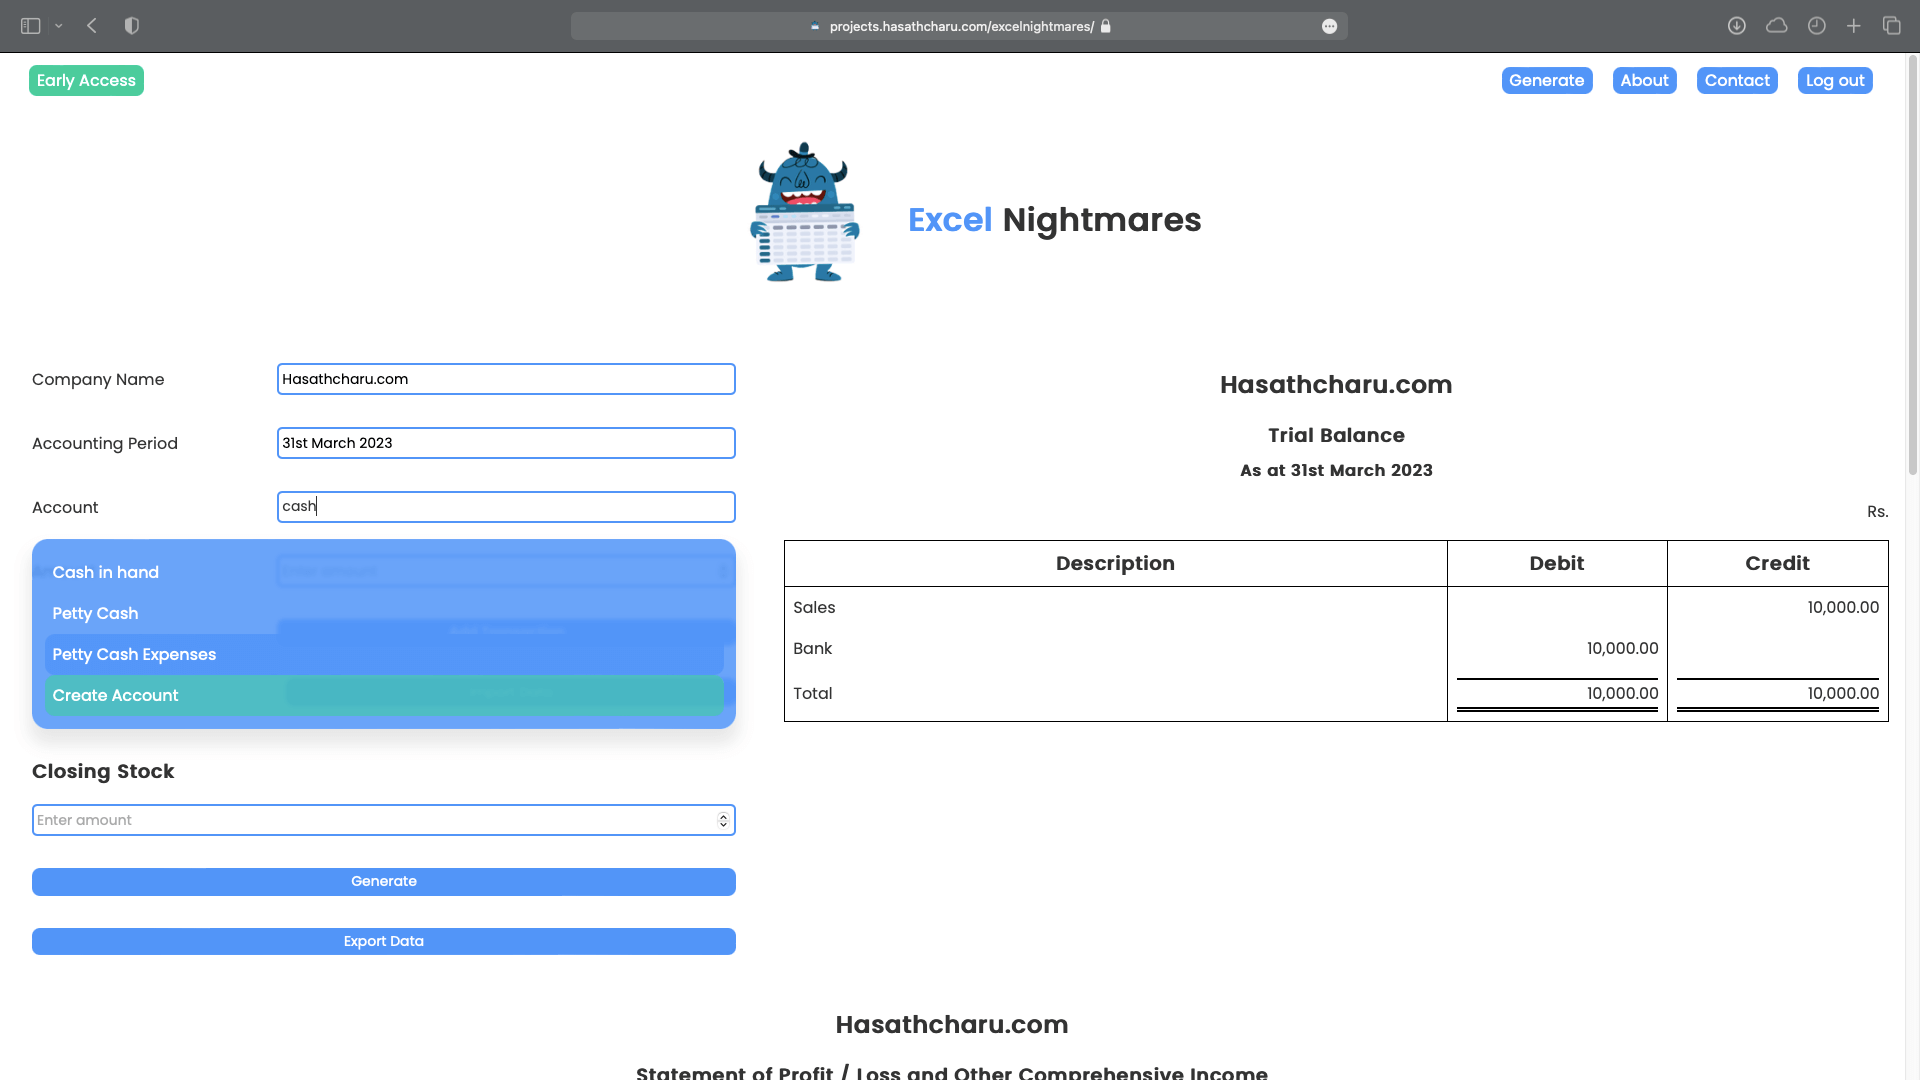 projects.hasathcharu.com/excelnightmares/
Early Access
Generate
About
Contact
Log out
Excel Nightmares
Company Name
Hasathcharu.com
Accounting Period
31st March 2023
Account
cash
Cash in hand
Petty Cash
Petty Cash Expenses
Create Account
Closing Stock
Enter amount
Generate
Export Data
Hasathcharu.com
Trial Balance
As at 31st March 2023
Rs.
Description Debit Credit
Sales 10,000.00
Bank 10,000.00
Total 10,000.00 10,000.00
Hasathcharu.com
Statement of Profit / Loss and Other Comprehensive Income